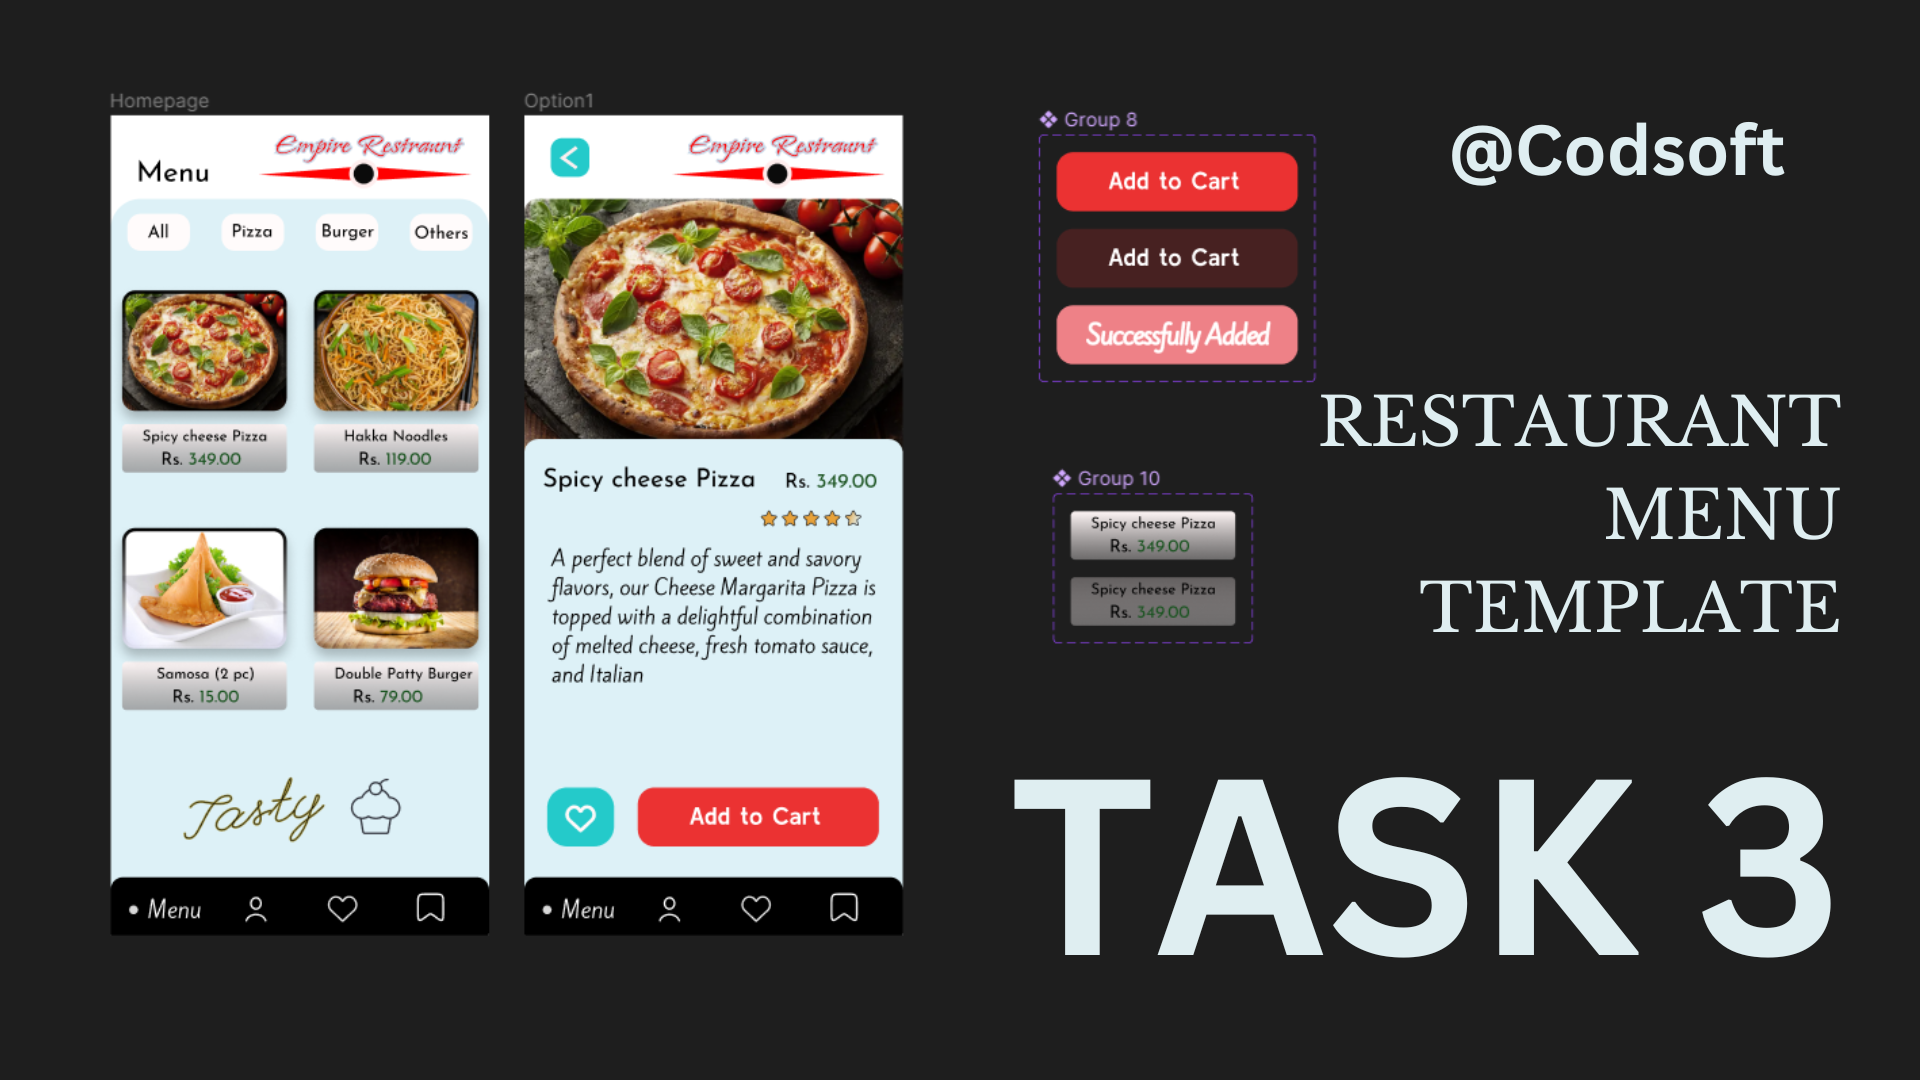 Homepage
Empire Restraunt
Menu
All
Pizza
Burger
Others
Spicy cheese Pizza
Rs. 349.00
Hakka Noodles
Rs. 119.00
Samosa (2 pc)
Rs. 15.00
Double Patty Burger
Rs. 79.00
Tasty
• Menu
Option1
Empire Restraunt
Spicy cheese Pizza
Rs. 349.00
A perfect blend of sweet and savory
flavors, our Cheese Margarita Pizza is
topped with a delightful combination
of melted cheese, fresh tomato sauce,
and Italian
Add to Cart
• Menu
Group 8
Add to Cart
Add to Cart
Successfully Added
Group 10
Spicy cheese Pizza
Rs. 349.00
Spicy cheese Pizza
Rs. 349.00
@Codsoft
RESTAURANT
MENU
TEMPLATE
TASK 3